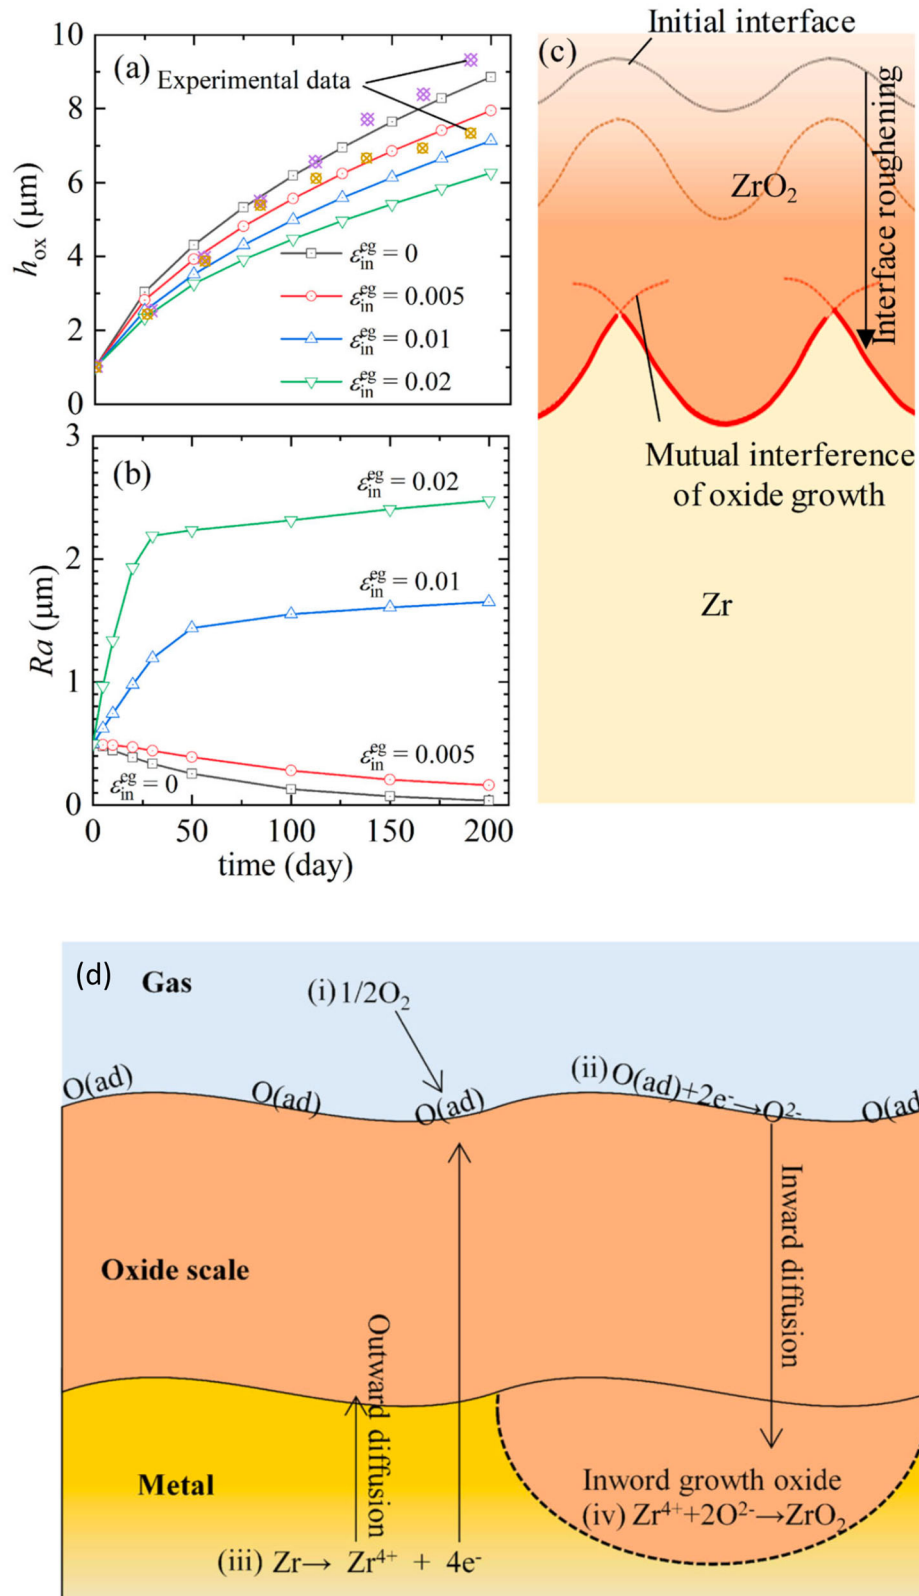 (a)
Experimental data
10
8
6
4
2
0
h_ox (μm)
ε_in^eg = 0
ε_in^eg = 0.005
ε_in^eg = 0.01
ε_in^eg = 0.02
(b)
3
2
1
0
Ra (μm)
ε_in^eg = 0.02
ε_in^eg = 0.01
ε_in^eg = 0.005
ε_in^eg = 0
0 50 100 150 200
time (day)
(c)
Initial interface
ZrO₂
Interface roughening
Mutual interference
of oxide growth
Zr
(d)
Gas
(i) 1/2O₂
O(ad)
O(ad)
O(ad)
(ii) O(ad)+2e⁻→O²⁻
O(ad)
Oxide scale
Inward diffusion
Outward diffusion
Metal
Inword growth oxide
(iv) Zr⁴⁺+2O²⁻→ZrO₂
(iii) Zr→ Zr⁴⁺ + 4e⁻